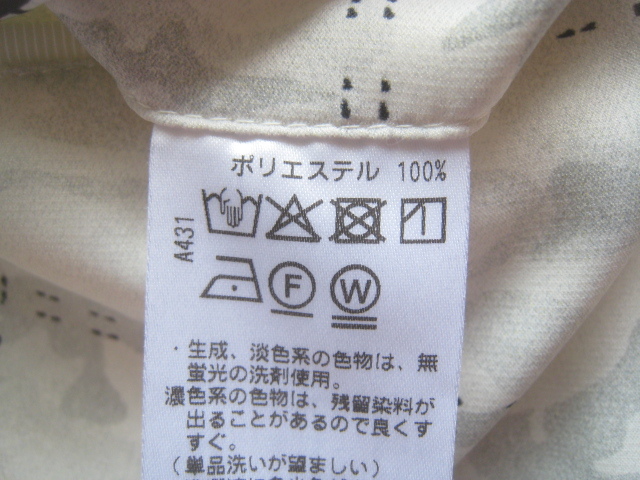 ポリエステル 100%
A431
F W
・生成、淡色系の色物は、無
蛍光の洗剤使用。
濃色系の色物は、残留染料が
出ることがあるので良くす
すぐ。
(単品洗いが望ましい)